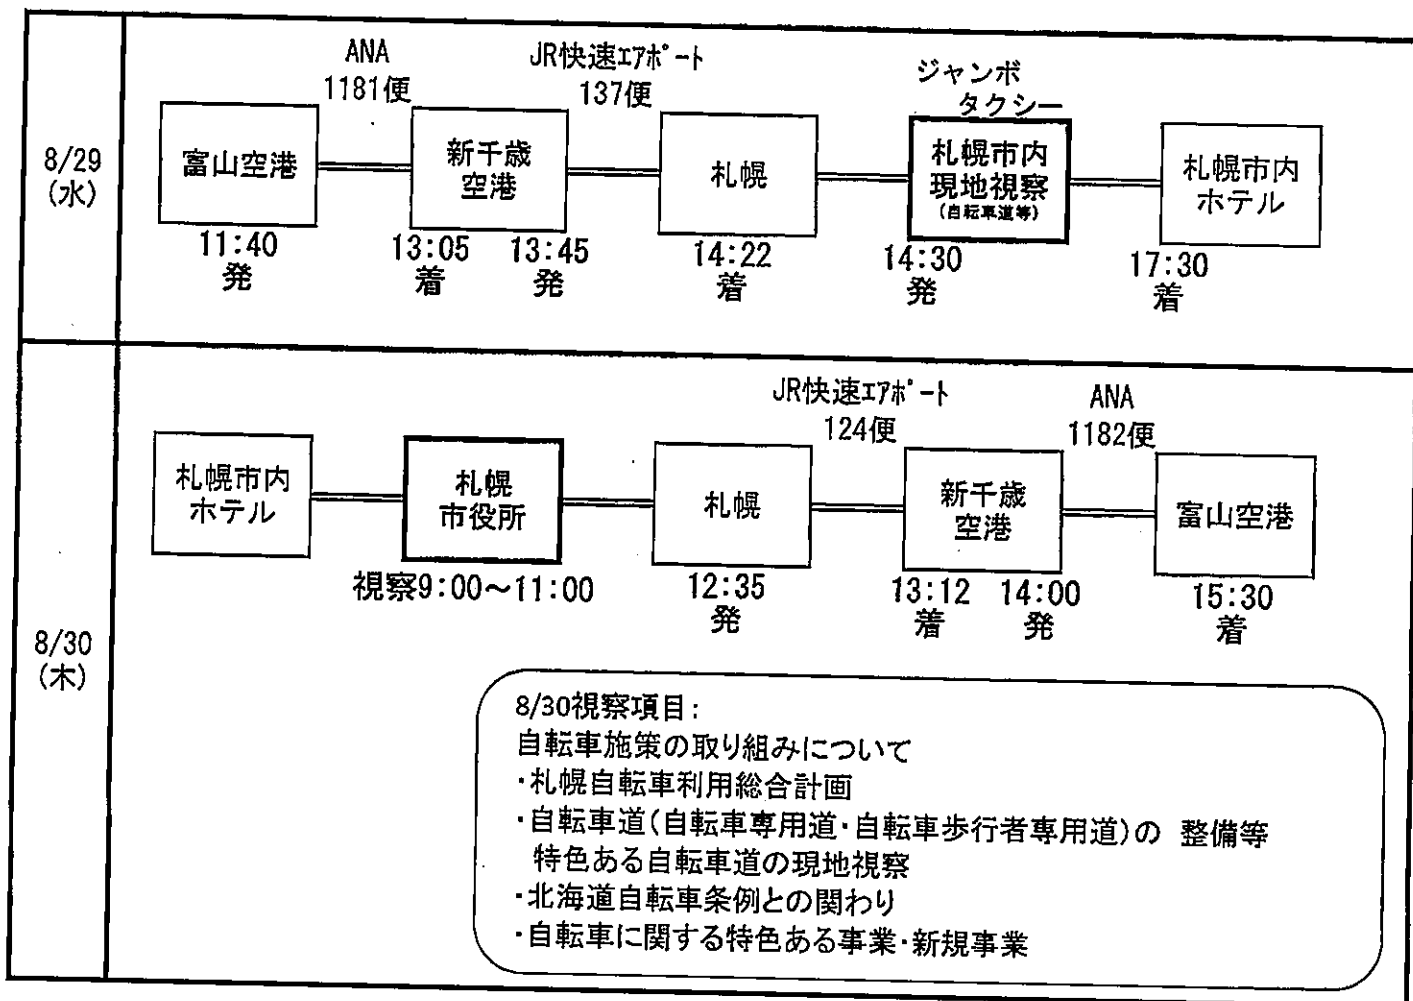 8/29
(水)
ANA
1181便
JR快速エアポート
137便
ジャンボ
タクシー
富山空港
新千歳
空港
札幌
札幌市内
現地視察
(自転車道等)
札幌市内
ホテル
11:40
発
13:05
着
13:45
発
14:22
着
14:30
発
17:30
着
8/30
(木)
JR快速エアポート
124便
ANA
1182便
札幌市内
ホテル
札幌
市役所
札幌
新千歳
空港
富山空港
視察9:00～11:00
12:35
発
13:12
着
14:00
発
15:30
着
8/30視察項目:
自転車施策の取り組みについて
・札幌自転車利用総合計画
・自転車道(自転車専用道・自転車歩行者専用道)の 整備等
特色ある自転車道の現地視察
・北海道自転車条例との関わり
・自転車に関する特色ある事業・新規事業